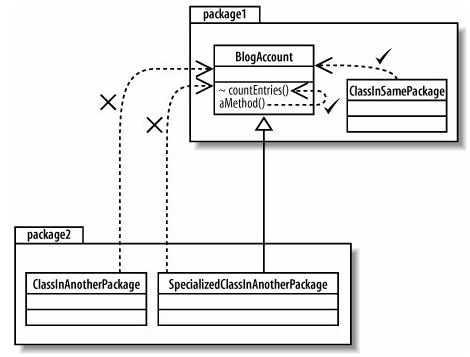 package1
BlogAccount
~ countEntries()
aMethod()
ClassInSamePackage
package2
ClassInAnotherPackage
SpecializedClassInAnotherPackage